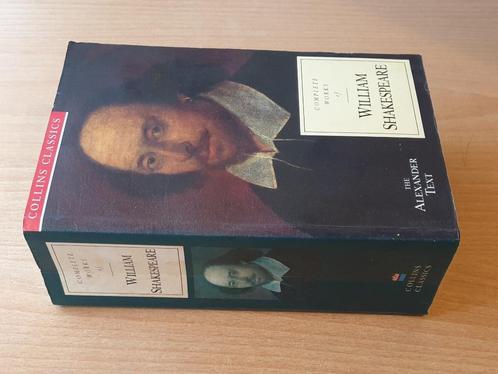 COLLINS CLASSICS
COMPLETE
WORKS
of
WILLIAM
SHAKESPEARE
THE
ALEXANDER
TEXT
COMPLETE
WORKS
of
WILLIAM
SHAKESPEARE
COLLINS
CLASSICS